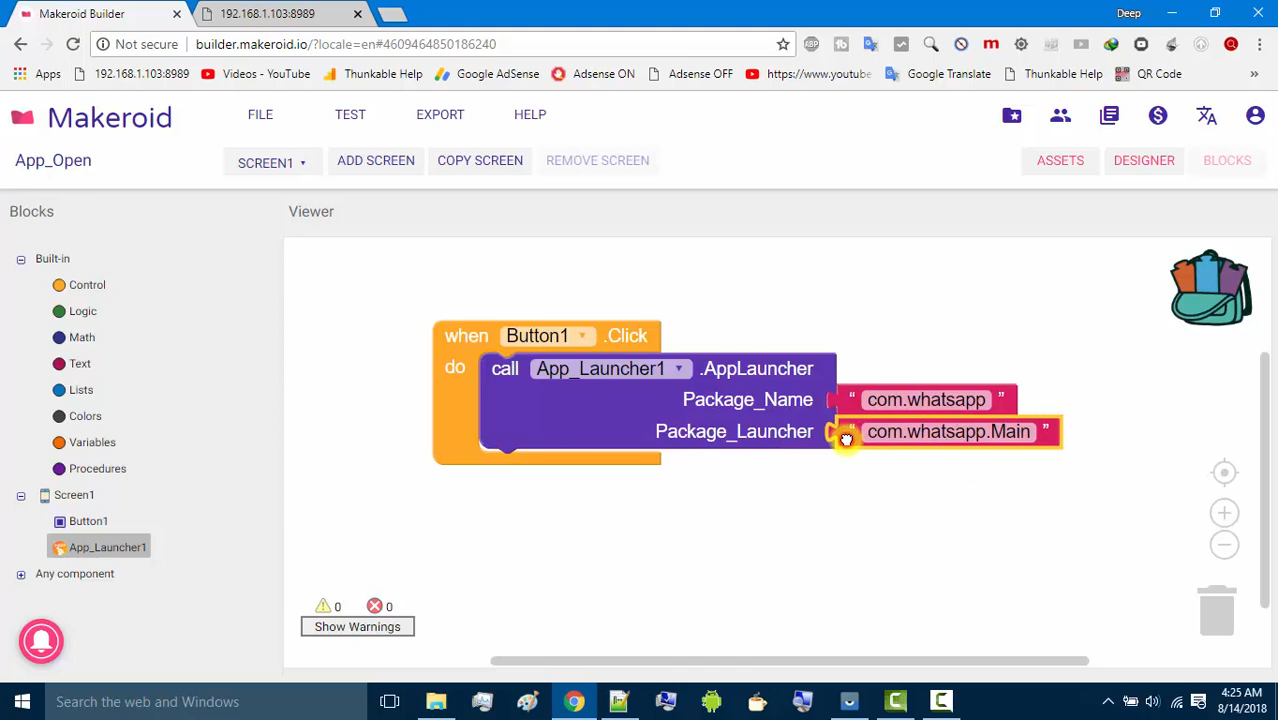 Makeroid Builder
192.168.1.103:8989
Deep
Not secure
builder.makeroid.io/?locale=en#4609464850186240
Apps
192.168.1.103:8989
Videos - YouTube
Thunkable Help
Google AdSense
Adsense ON
Adsense OFF
https://www.youtube
Google Translate
Thunkable Help
QR Code
»
Makeroid
FILE
TEST
EXPORT
HELP
App_Open
SCREEN1
ADD SCREEN
COPY SCREEN
REMOVE SCREEN
ASSETS
DESIGNER
BLOCKS
Blocks
Viewer
Built-in
Control
Logic
Math
Text
Lists
Colors
Variables
Procedures
Screen1
Button1
App_Launcher1
Any component
when Button1 .Click
do call App_Launcher1 .AppLauncher
Package_Name “ com.whatsapp ”
Package_Launcher “ com.whatsapp.Main ”
0 0
Show Warnings
Search the web and Windows
4:25 AM
8/14/2018